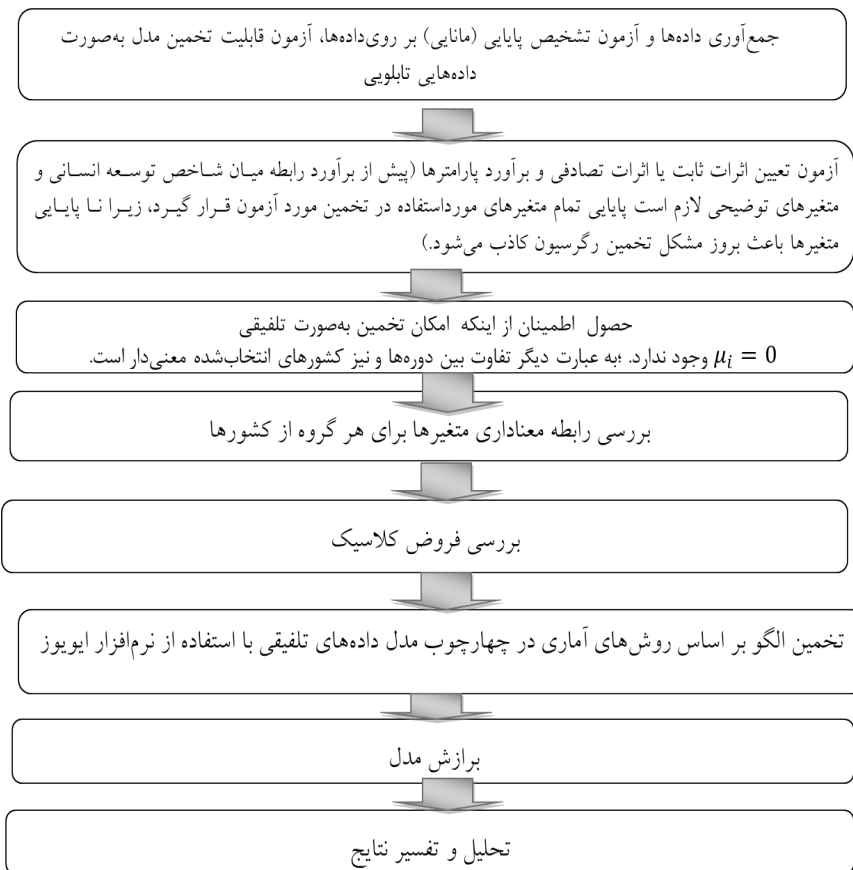 جمع‌آوری داده‌ها و آزمون تشخیص پایایی (مانایی) بر روی‌داده‌ها، آزمون قابلیت تخمین مدل به‌صورت
داده‌هایی تابلویی
آزمون تعیین اثرات ثابت یا اثرات تصادفی و برآورد پارامترها (پیش از برآورد رابطه میان شاخص توسعه انسانی و
متغیرهای توضیحی لازم است پایایی تمام متغیرهای مورداستفاده در تخمین مورد آزمون قرار گیرد، زیرا نا پایایی
متغیرها باعث بروز مشکل تخمین رگرسیون کاذب می‌شود.)
حصول اطمینان از اینکه امکان تخمین به‌صورت تلفیقی
μᵢ = 0 وجود ندارد. ؛به عبارت دیگر تفاوت بین دوره‌ها و نیز کشورهای انتخاب‌شده معنی‌دار است.
بررسی رابطه معناداری متغیرها برای هر گروه از کشورها
بررسی فروض کلاسیک
تخمین الگو بر اساس روش‌های آماری در چهارچوب مدل داده‌های تلفیقی با استفاده از نرم‌افزار ایویوز
برازش مدل
تحلیل و تفسیر نتایج